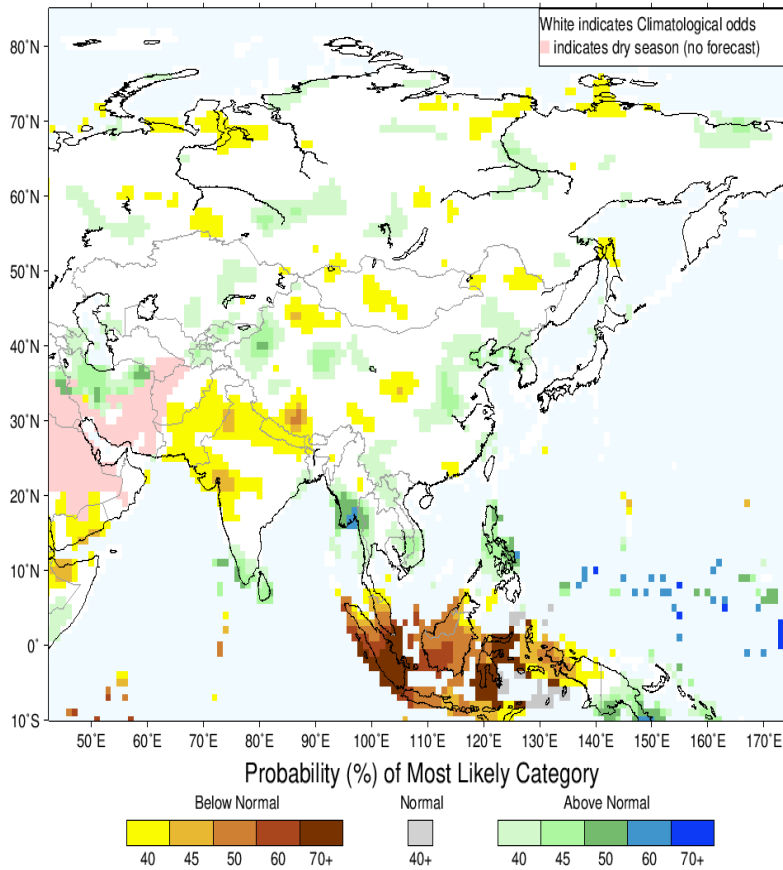 White indicates Climatological odds
indicates dry season (no forecast)
80°N
70°N
60°N
50°N
40°N
30°N
20°N
10°N
0°
10°S
50°E 60°E 70°E 80°E 90°E 100°E 110°E 120°E 130°E 140°E 150°E 160°E 170°E
Probability (%) of Most Likely Category
Below Normal Normal Above Normal
40 45 50 60 70+ 40+ 40 45 50 60 70+